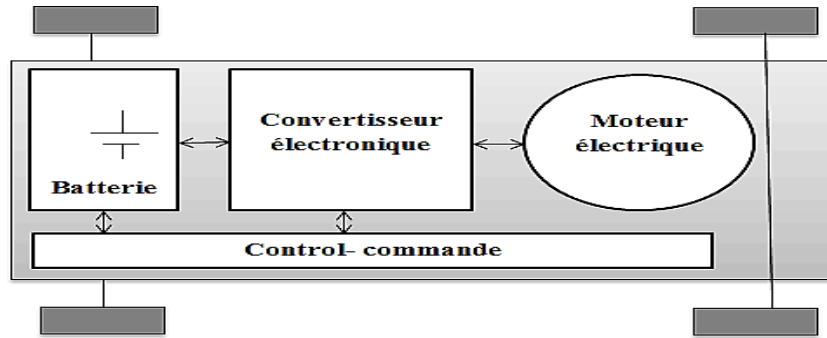 Batterie
Convertisseur
électronique
Moteur
électrique
Control- commande